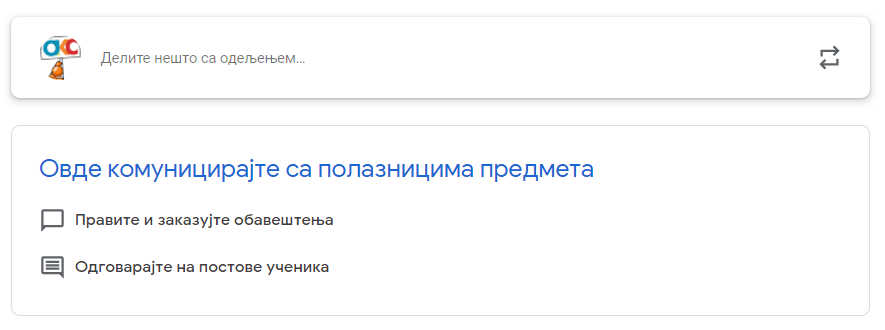 Делите нешто са одељењем...
Овде комуницирајте са полазницима предмета
Правите и заказујте обавештења
Одговарајте на постове ученика